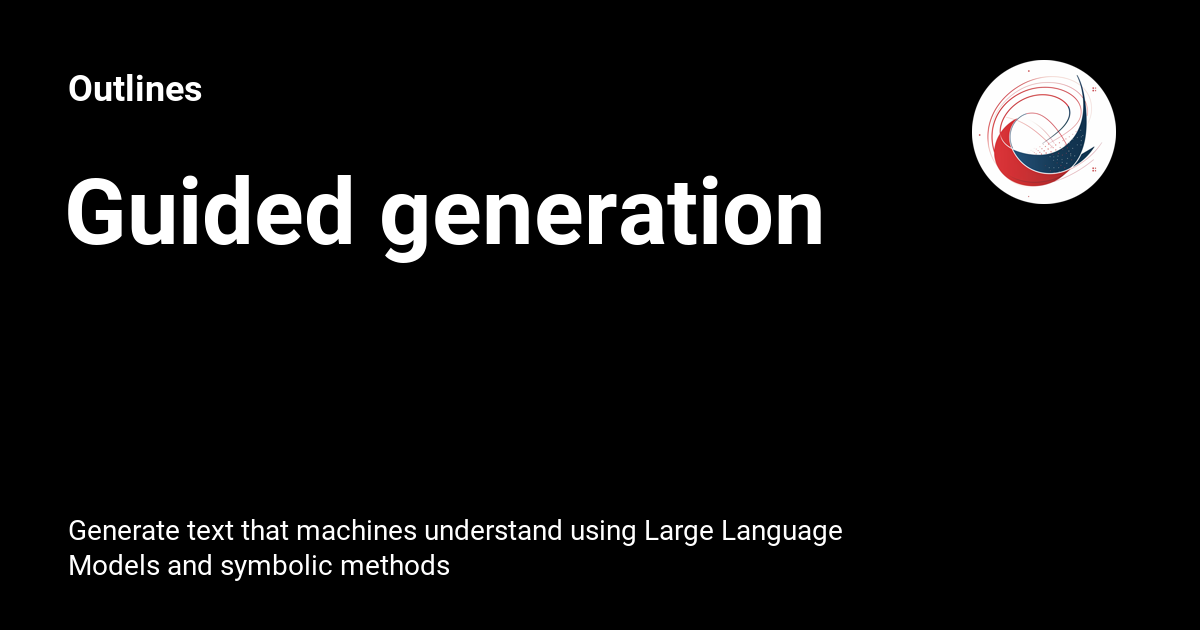 Outlines
Guided generation
Generate text that machines understand using Large Language
Models and symbolic methods